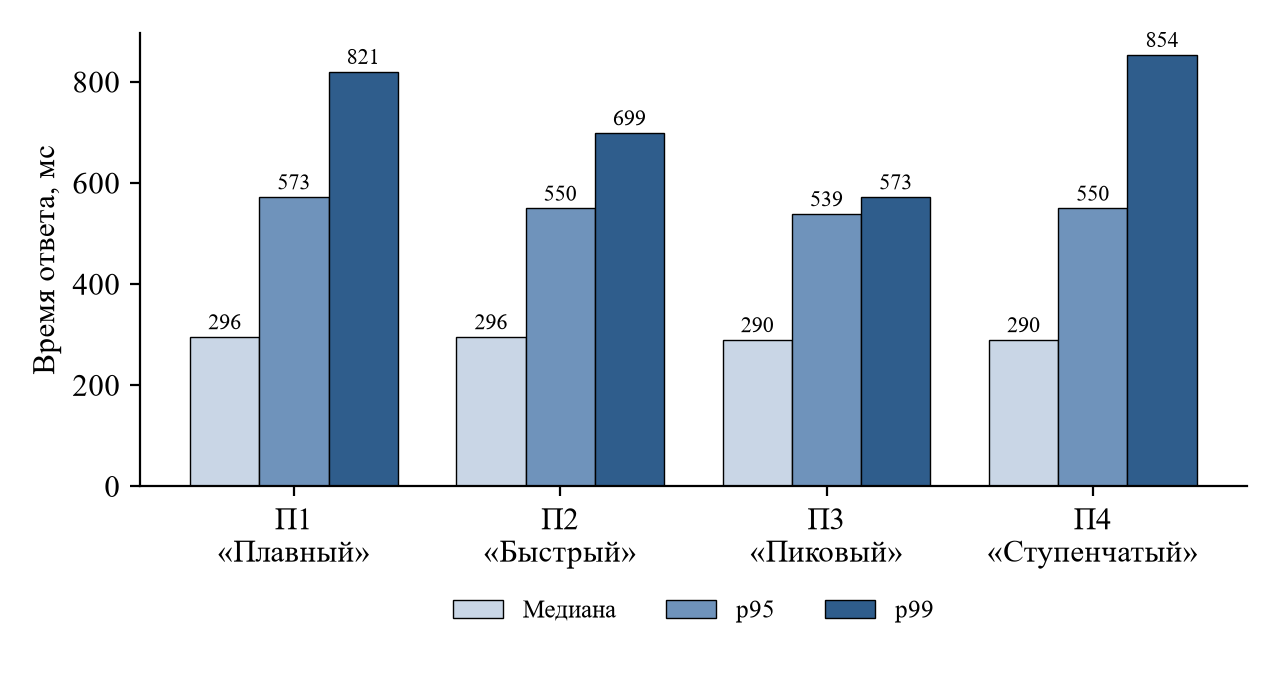 Время ответа, мс
800
600
400
200
0
296
573
821
296
550
699
290
539
573
290
550
854
П1
«Плавный»
П2
«Быстрый»
П3
«Пиковый»
П4
«Ступенчатый»
Медиана
p95
p99